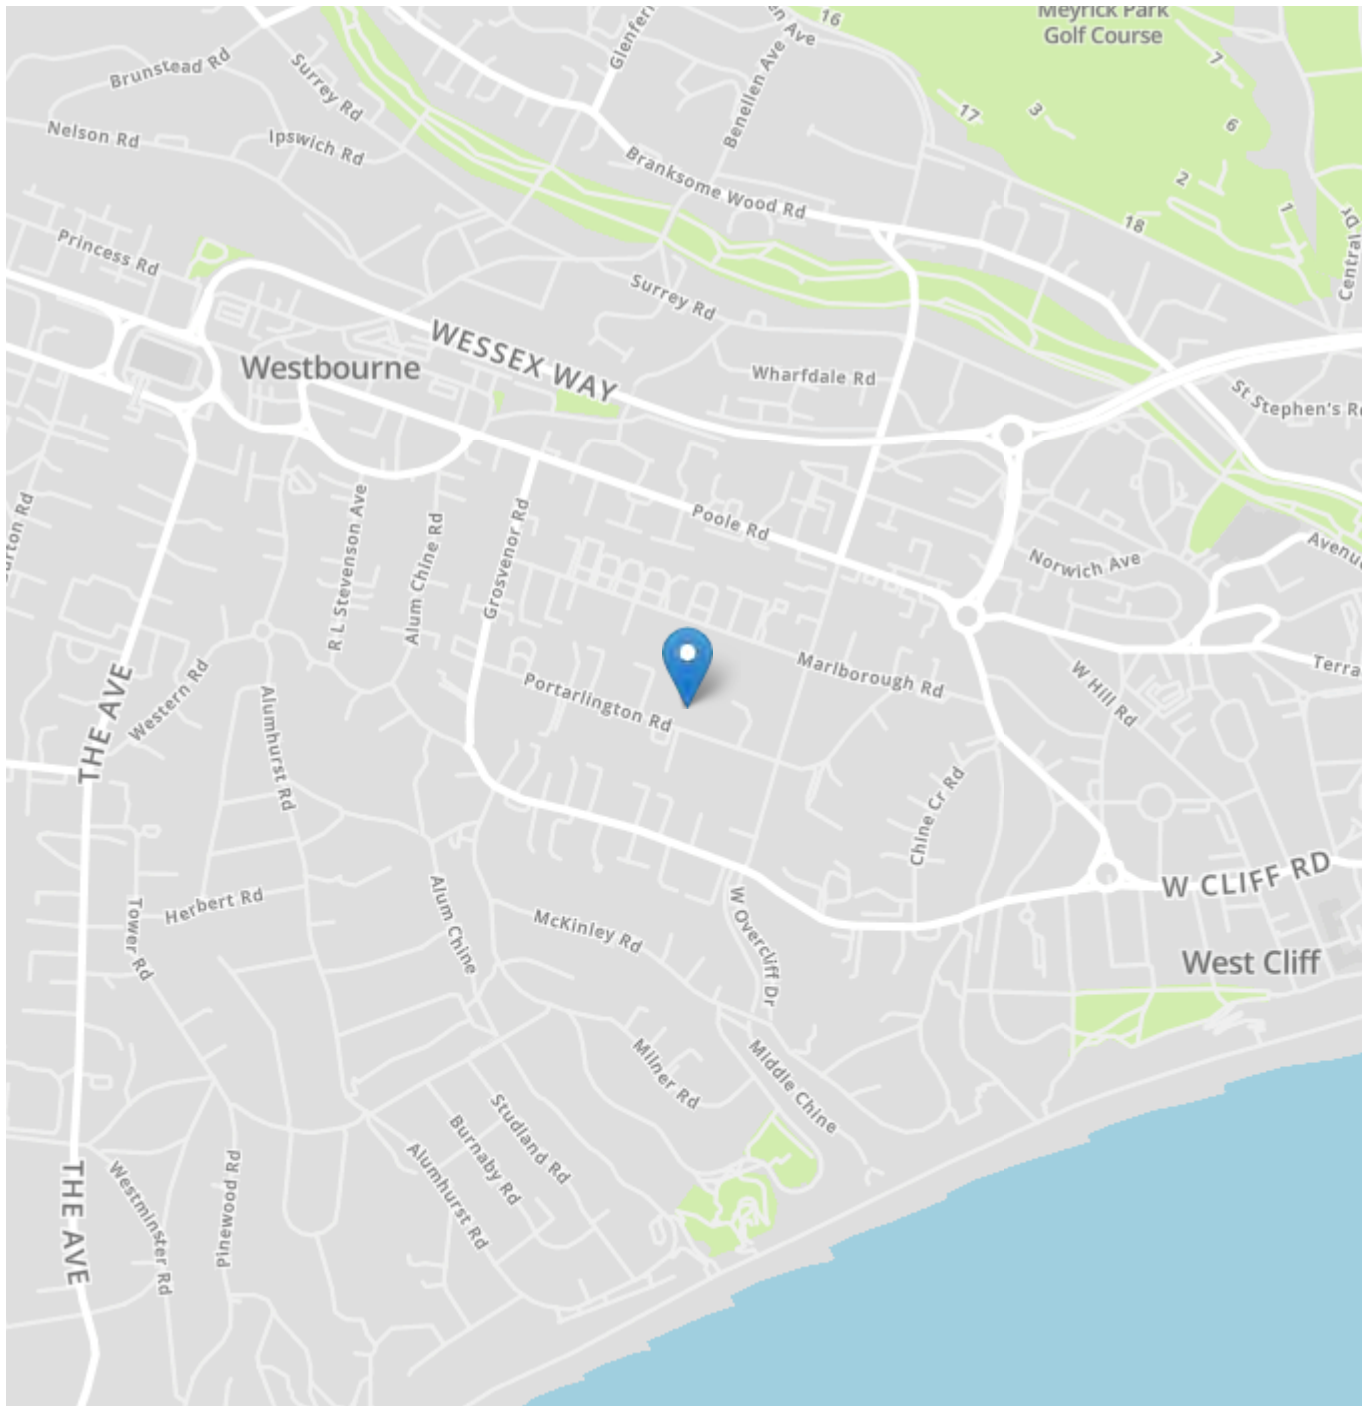 16
Meyrick Park
Golf Course
7
Brunstead Rd
Surrey Rd
Benellen Ave
17
3
6
Nelson Rd
Ipswich Rd
Branksome Wood Rd
2
18
1
Princess Rd
Surrey Rd
WESSEX WAY
Westbourne
Wharfdale Rd
St Stephen's
R L Stevenson Ave
Alum Chine Rd
Grosvenor Rd
Poole Rd
Norwich Ave
Marlborough Rd
W Hill Rd
Portarlington Rd
THE AVE
Western Rd
Alumhurst Rd
Chine Cr Rd
W CLIFF RD
Tower Rd
Herbert Rd
Alum Chine
McKinley Rd
W Overcliff Dr
West Cliff
Milner Rd
Middle Chine
THE AVE
Westminster Rd
Pinewood Rd
Alumhurst Rd
Burnaby Rd
Studland Rd